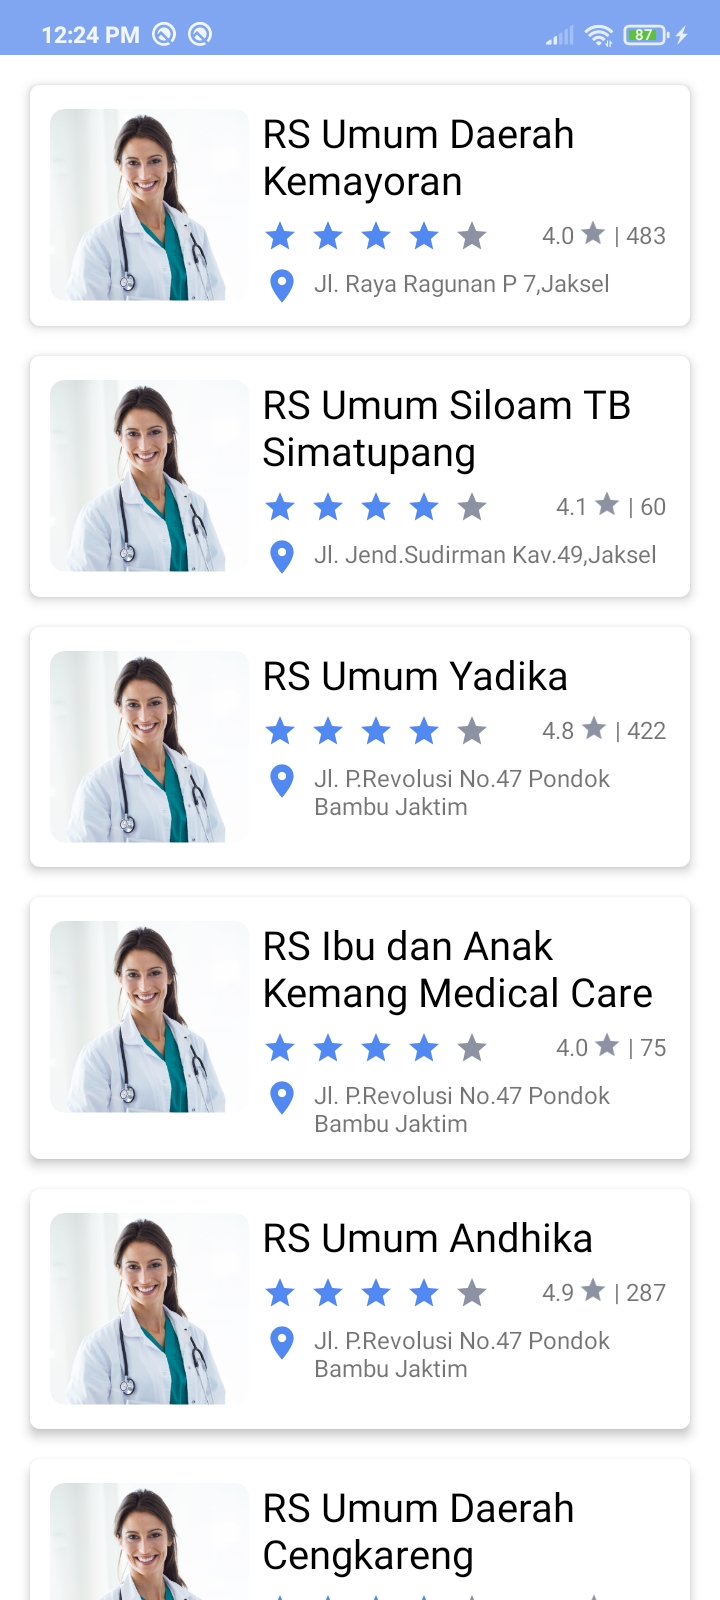 12:24 PM
87
RS Umum Daerah
Kemayoran
4.0 | 483
Jl. Raya Ragunan P 7,Jaksel
RS Umum Siloam TB
Simatupang
4.1 | 60
Jl. Jend.Sudirman Kav.49,Jaksel
RS Umum Yadika
4.8 | 422
Jl. P.Revolusi No.47 Pondok
Bambu Jaktim
RS Ibu dan Anak
Kemang Medical Care
4.0 | 75
Jl. P.Revolusi No.47 Pondok
Bambu Jaktim
RS Umum Andhika
4.9 | 287
Jl. P.Revolusi No.47 Pondok
Bambu Jaktim
RS Umum Daerah
Cengkareng